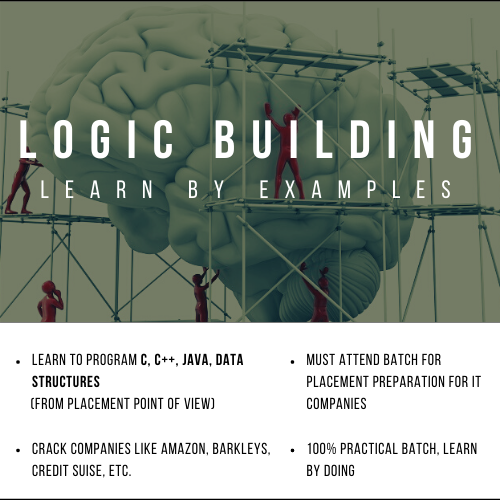 LOGIC BUILDING
LEARN BY EXAMPLES
• LEARN TO PROGRAM C, C++, JAVA, DATA
STRUCTURES
(FROM PLACEMENT POINT OF VIEW)
• CRACK COMPANIES LIKE AMAZON, BARKLEYS,
CREDIT SUISE, ETC.
• MUST ATTEND BATCH FOR
PLACEMENT PREPARATION FOR IT
COMPANIES
• 100% PRACTICAL BATCH, LEARN
BY DOING